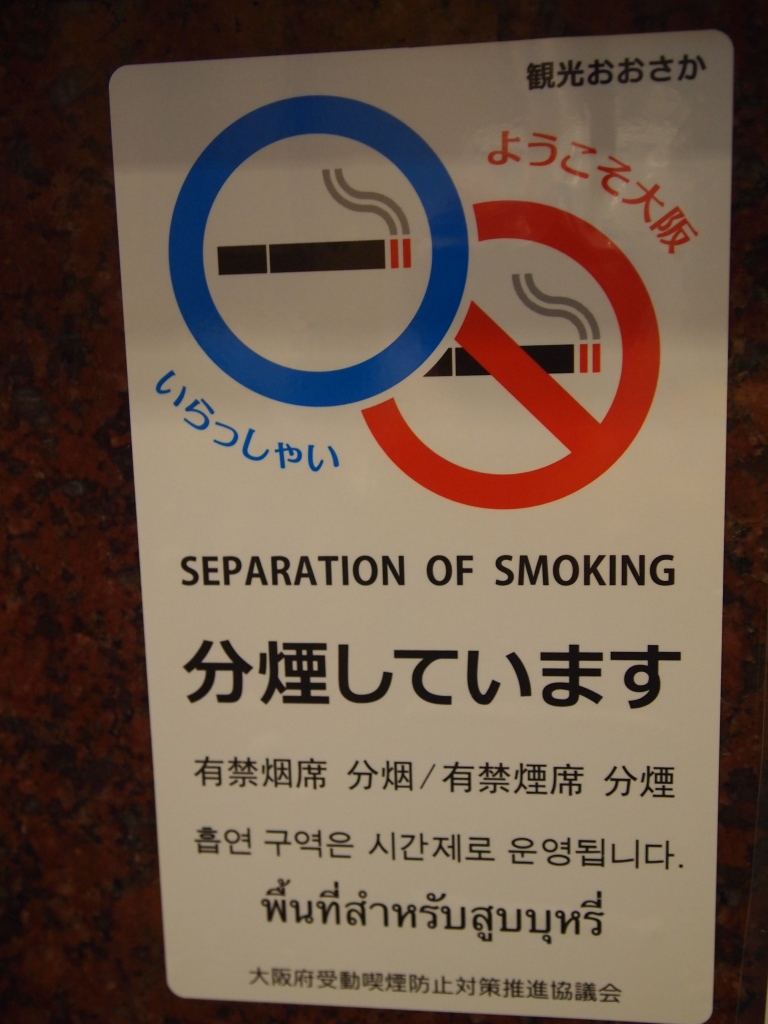 観光おおさか
ようこそ大阪
いらっしゃい
SEPARATION OF SMOKING
分煙しています
有禁烟席 分烟/有禁煙席 分煙
흡연 구역은 시간제로 운영됩니다.
พื้นที่สำหรับสูบบุหรี่
大阪府受動喫煙防止対策推進協議会